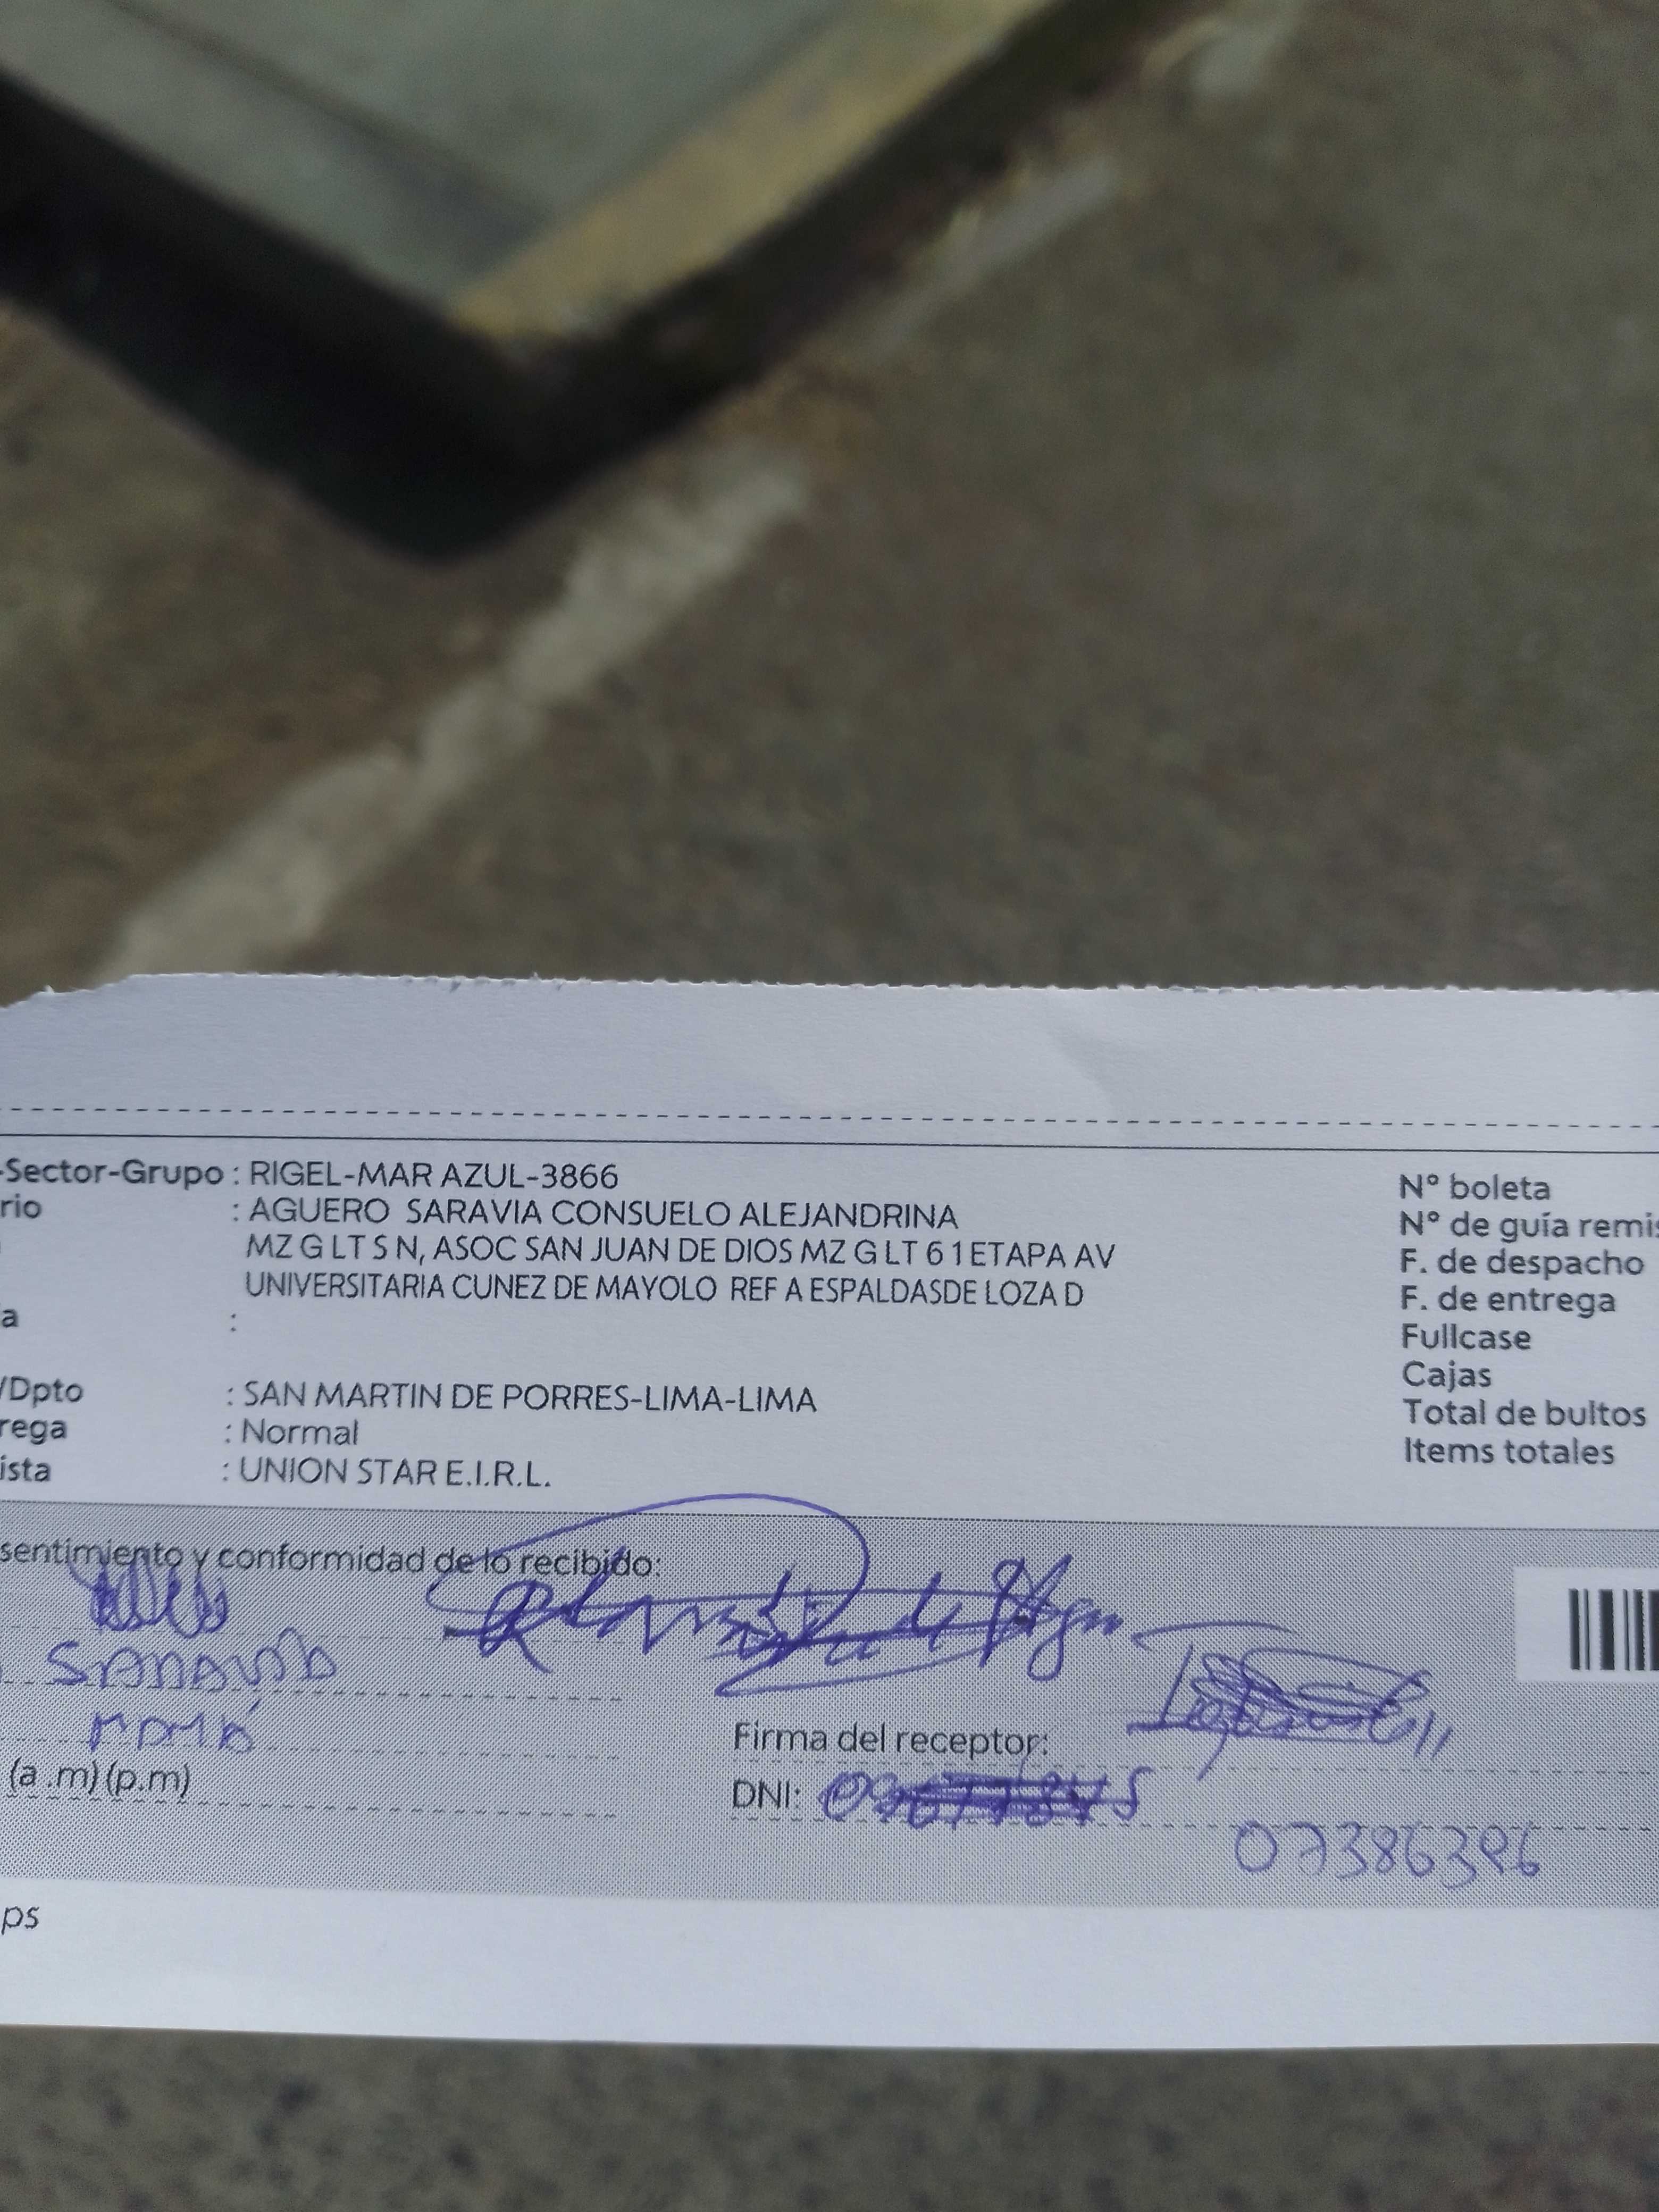 -Sector-Grupo : RIGEL-MAR AZUL-3866
rio : AGUERO SARAVIA CONSUELO ALEJANDRINA
MZ G LT S N, ASOC SAN JUAN DE DIOS MZ G LT 6 1 ETAPA AV
UNIVERSITARIA CUNEZ DE MAYOLO REF A ESPALDASDE LOZA D
a :
/Dpto : SAN MARTIN DE PORRES-LIMA-LIMA
rega : Normal
ista : UNION STAR E.I.R.L.
Nº boleta
Nº de guía remis
F. de despacho
F. de entrega
Fullcase
Cajas
Total de bultos
Items totales
sentimiento y conformidad de lo recibido:
(a .m) (p.m)
Firma del receptor:
DNI:
07386396
ps